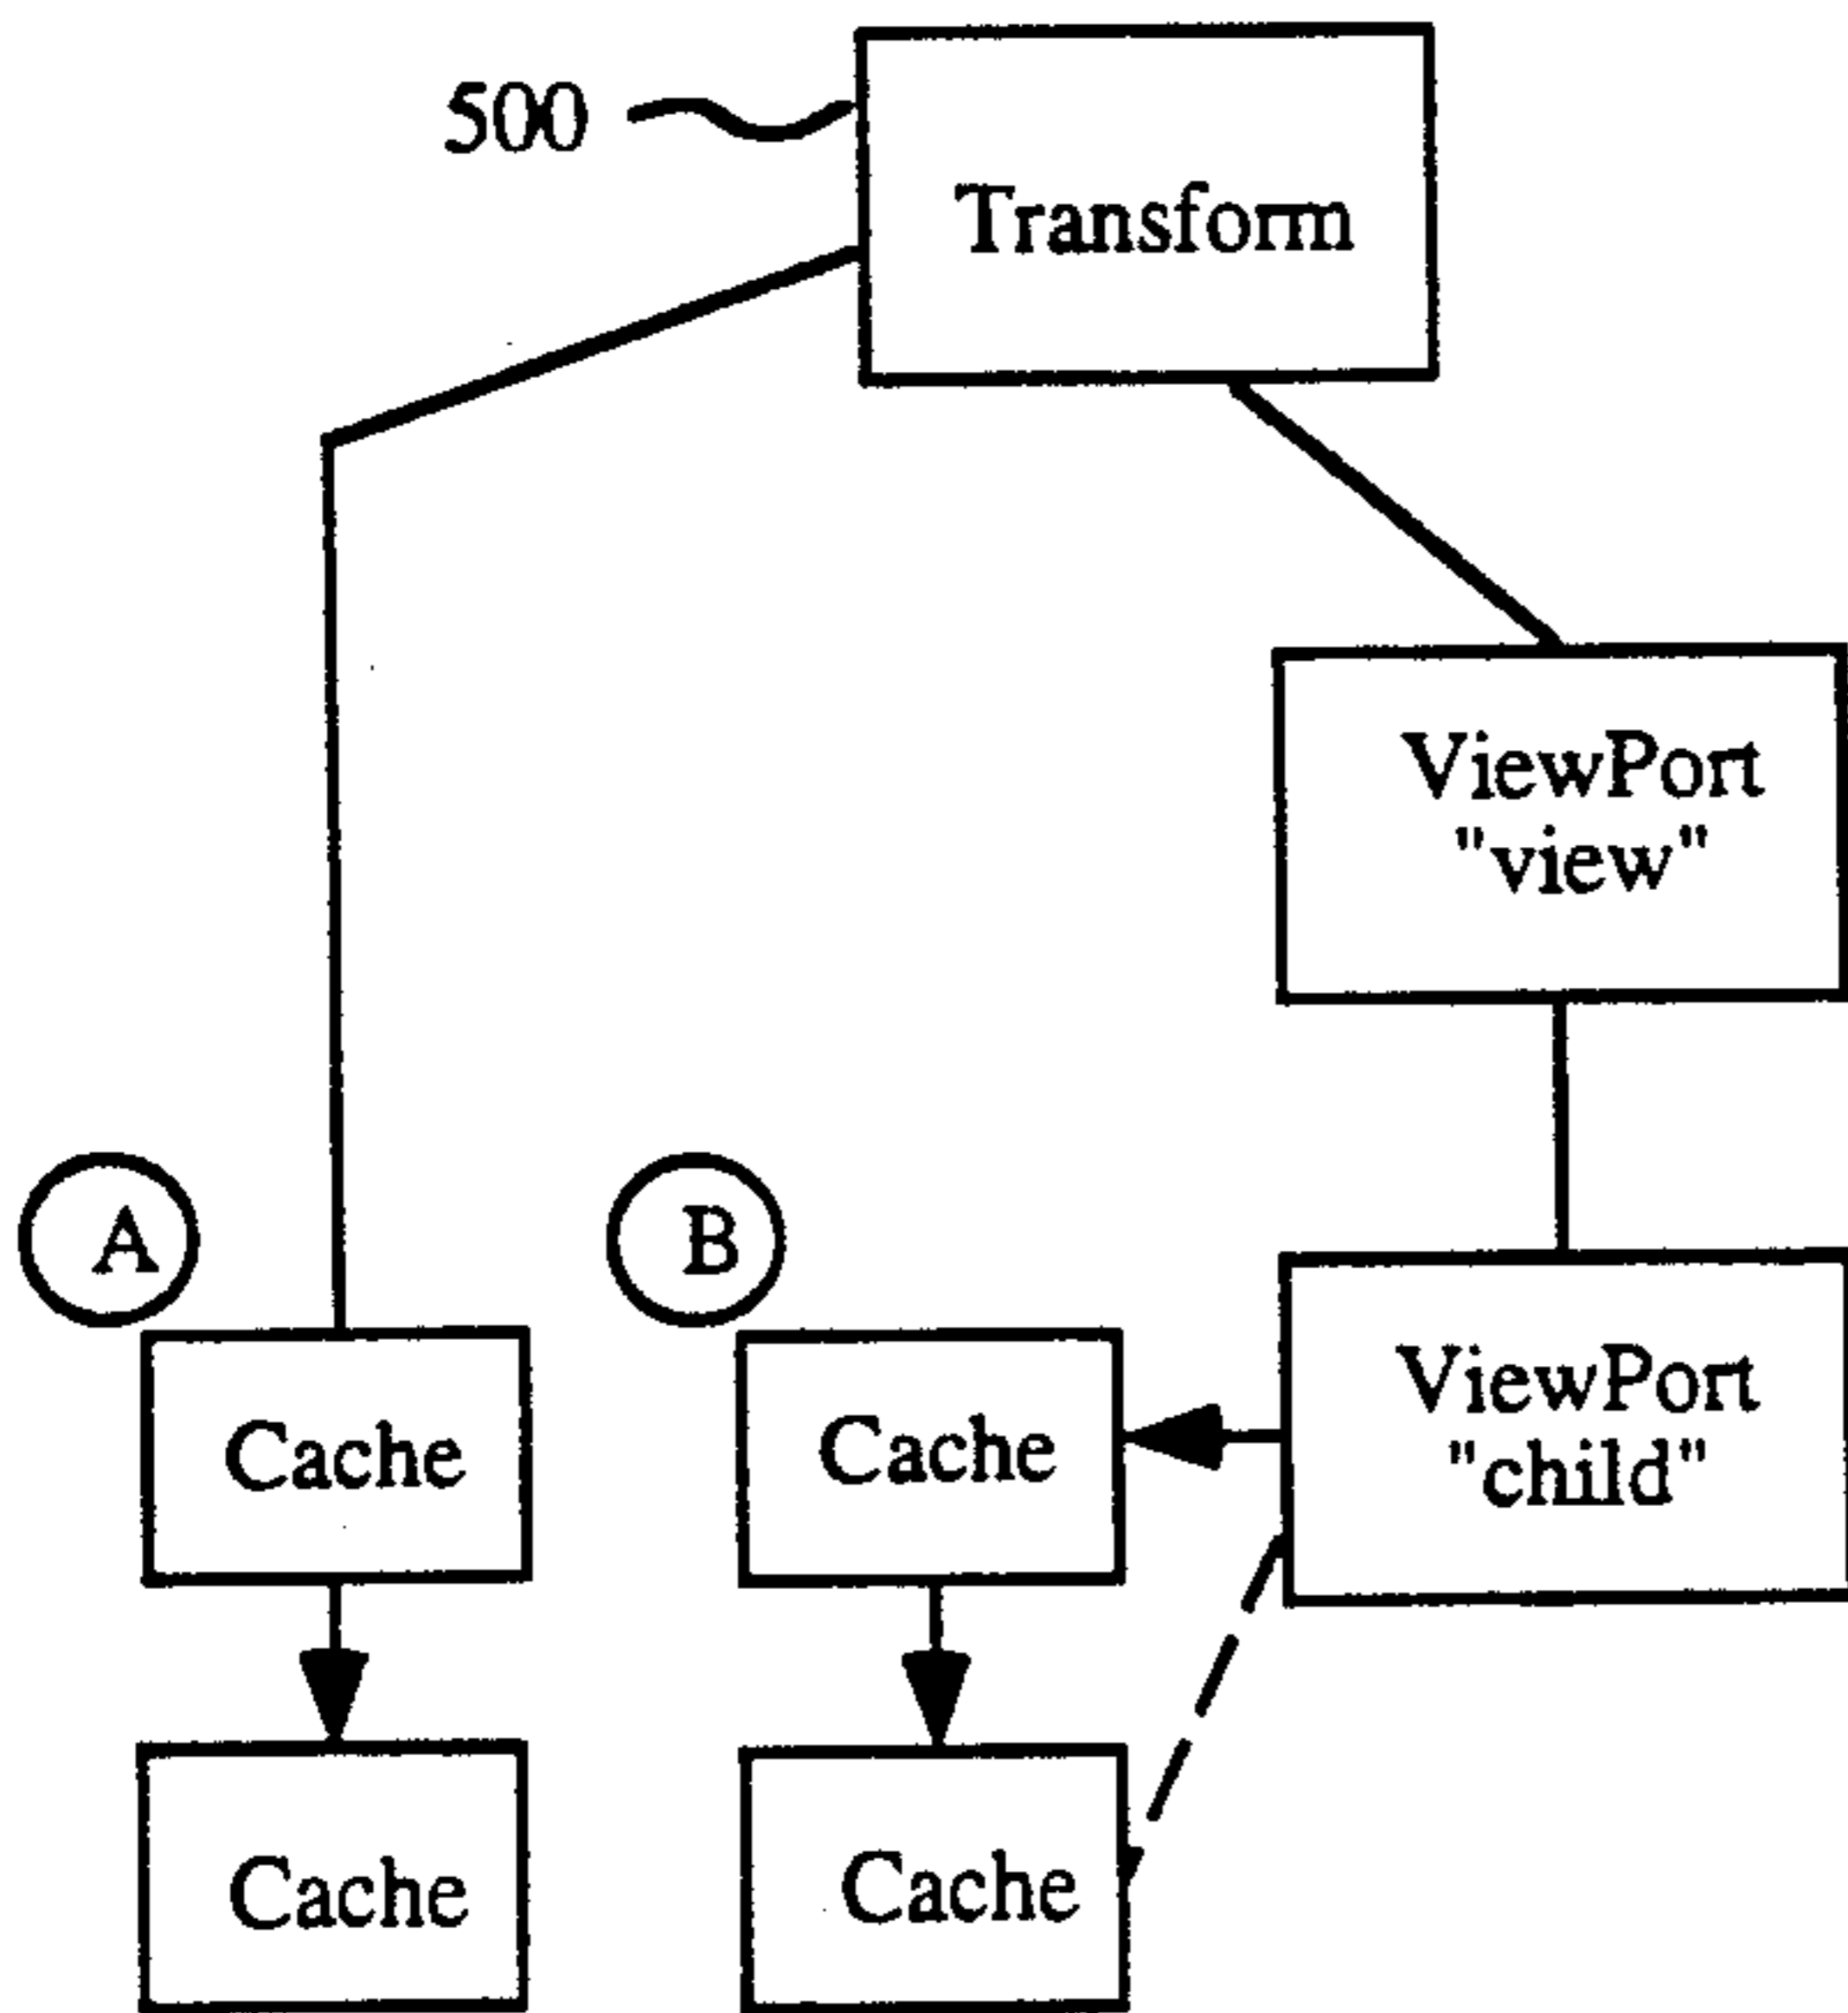 500
Transform
ViewPort
"view"
A
B
Cache
Cache
ViewPort
"child"
Cache
Cache